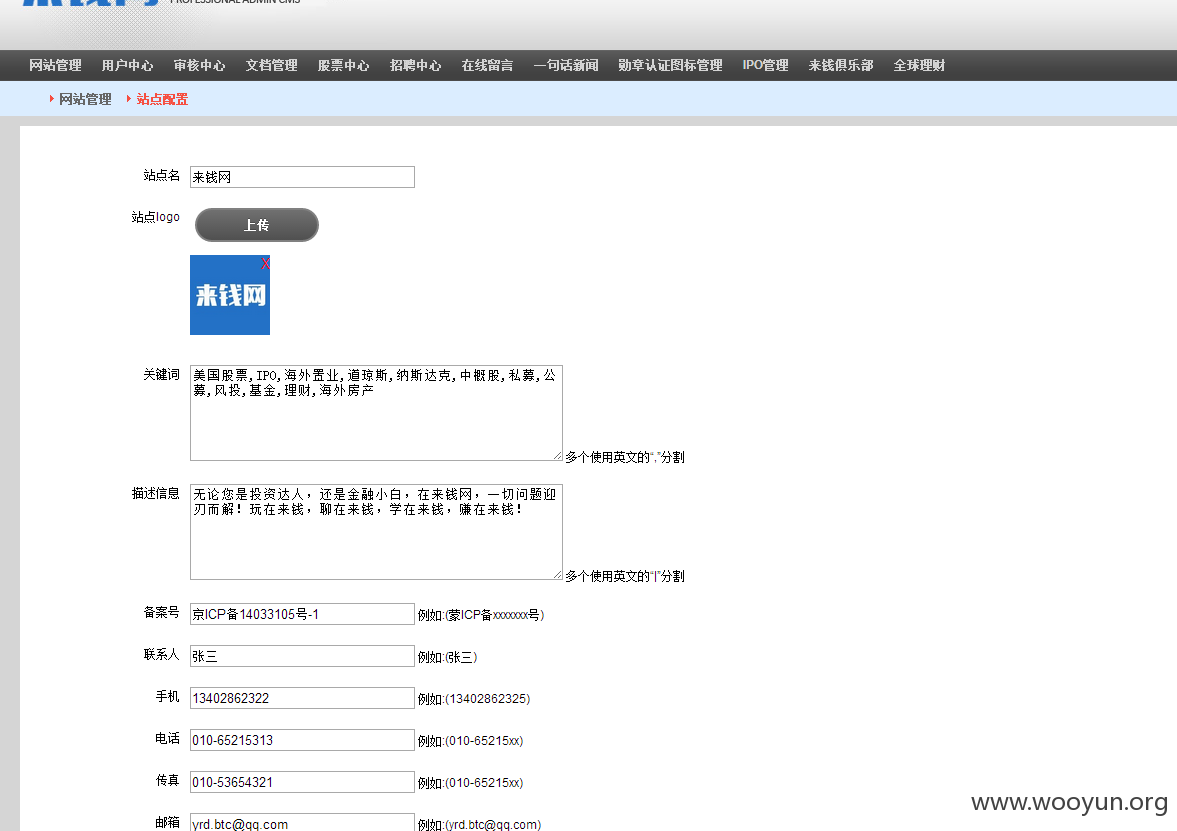 来钱网 PROFESSIONAL ADMIN CMS
网站管理 用户中心 审核中心 文档管理 股票中心 招聘中心 在线留言 一句话新闻 勋章认证图标管理 IPO管理 来钱俱乐部 全球理财
网站管理 站点配置
站点名 来钱网
站点logo 上传
X
来钱网
关键词 美国股票,IPO,海外置业,道琼斯,纳斯达克,中概股,私募,公
募,风投,基金,理财,海外房产
多个使用英文的“,”分割
描述信息 无论您是投资达人，还是金融小白，在来钱网，一切问题迎
刃而解！玩在来钱，聊在来钱，学在来钱，赚在来钱！
多个使用英文的“|”分割
备案号 京ICP备14033105号-1 例如:(蒙ICP备xxxxxxx号)
联系人 张三 例如:(张三)
手机 13402862322 例如:(13402862325)
电话 010-65215313 例如:(010-65215xx)
传真 010-53654321 例如:(010-65215xx)
邮箱 yrd.btc@qq.com 例如:(yrd.btc@qq.com)
www.wooyun.org